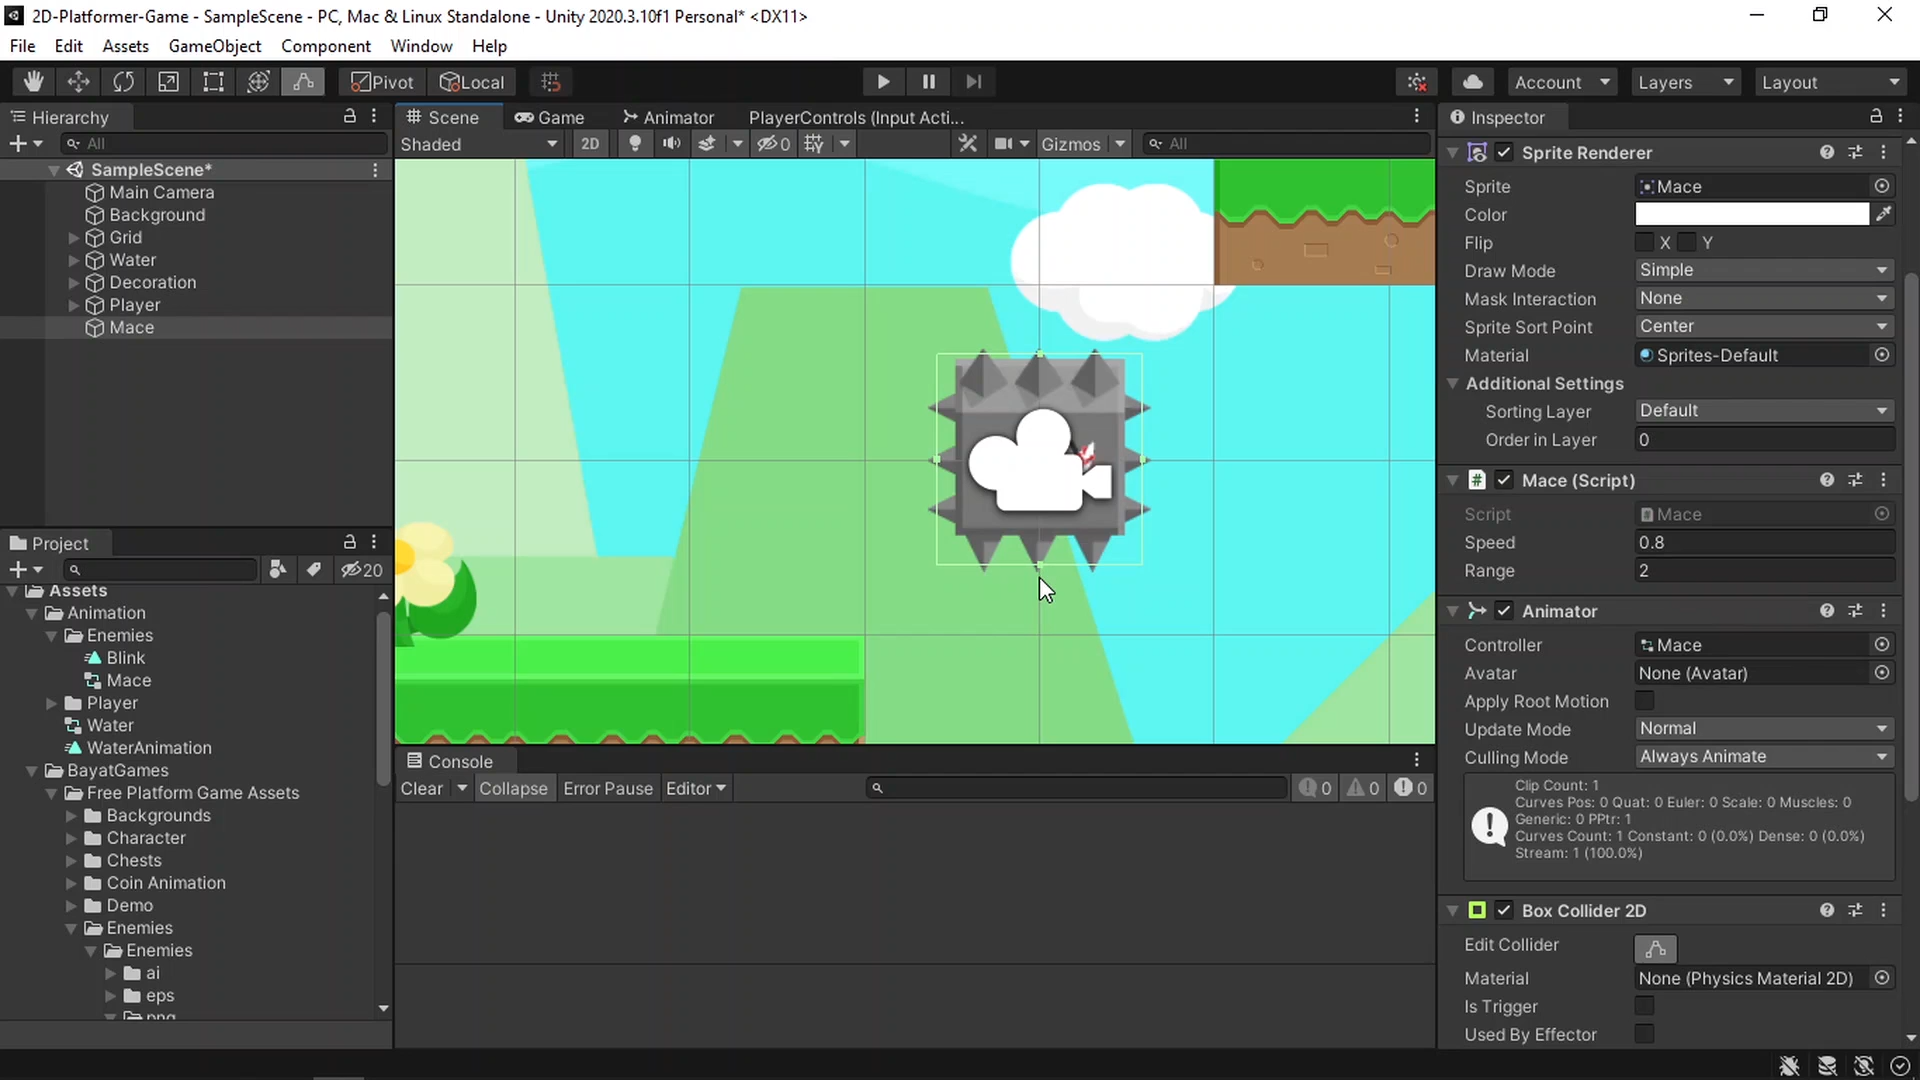 2D-Platformer-Game - SampleScene - PC, Mac & Linux Standalone - Unity 2020.3.10f1 Personal* <DX11>
File Edit Assets GameObject Component Window Help
Pivot Local Account Layers Layout
Hierarchy
All
SampleScene*
Main Camera
Background
Grid
Water
Decoration
Player
Mace
Project
20
Assets
Animation
Enemies
Blink
Mace
Player
Water
WaterAnimation
BayatGames
Free Platform Game Assets
Backgrounds
Character
Chests
Coin Animation
Demo
Enemies
Enemies
ai
eps
png
Scene Game Animator PlayerControls (Input Acti...
Shaded 2D 0 Gizmos All
Console
Clear Collapse Error Pause Editor 0 0 0
Inspector
Sprite Renderer
Sprite Mace
Color
Flip X Y
Draw Mode Simple
Mask Interaction None
Sprite Sort Point Center
Material Sprites-Default
Additional Settings
Sorting Layer Default
Order in Layer 0
Mace (Script)
Script Mace
Speed 0.8
Range 2
Animator
Controller Mace
Avatar None (Avatar)
Apply Root Motion
Update Mode Normal
Culling Mode Always Animate
Clip Count: 1
Curves Pos: 0 Quat: 0 Euler: 0 Scale: 0 Muscles: 0
Generic: 0 PPtr: 1
Curves Count: 1 Constant: 0 (0.0%) Dense: 0 (0.0%)
Stream: 1 (100.0%)
Box Collider 2D
Edit Collider
Material None (Physics Material 2D)
Is Trigger
Used By Effector